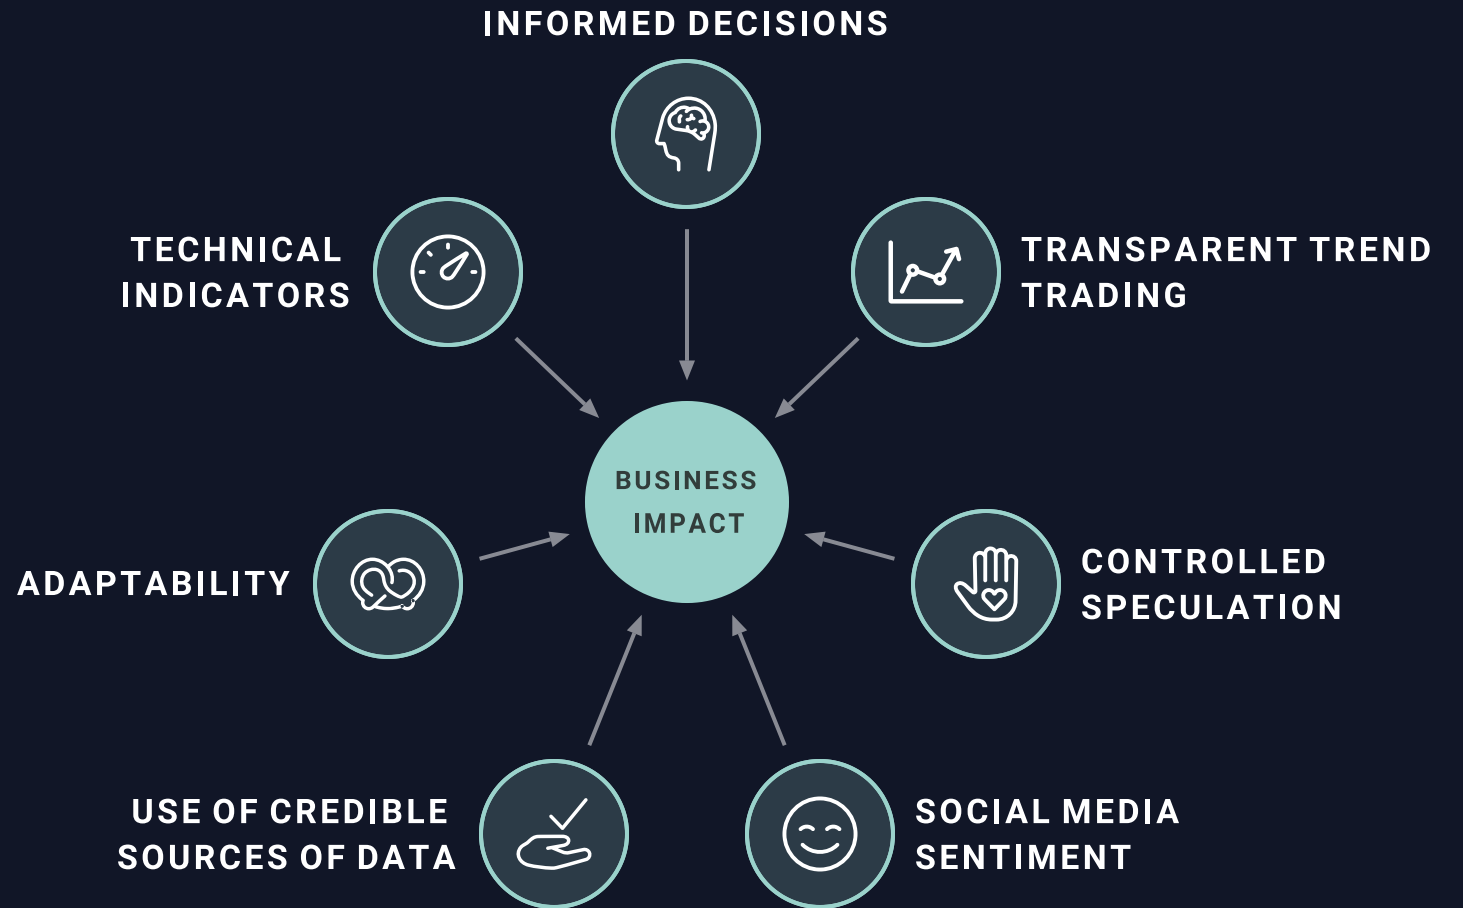 INFORMED DECISIONS
TECHNICAL
INDICATORS
TRANSPARENT TREND
TRADING
BUSINESS
IMPACT
ADAPTABILITY
CONTROLLED
SPECULATION
USE OF CREDIBLE
SOURCES OF DATA
SOCIAL MEDIA
SENTIMENT